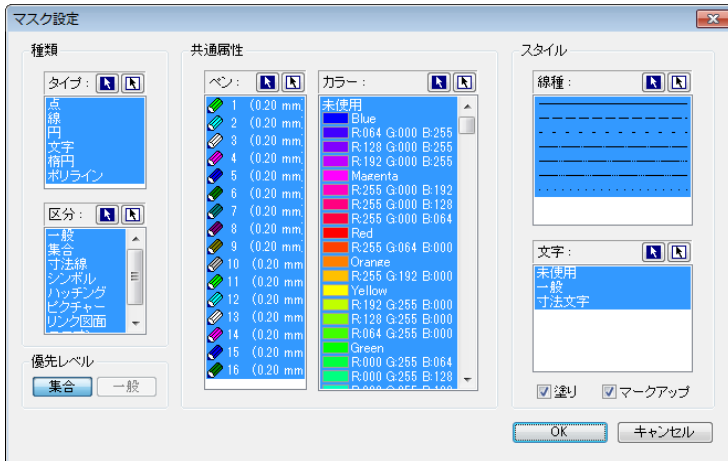 マスク設定
種類
タイプ:
点
線
円
文字
楕円
ポリライン
区分:
一般
集合
寸法線
シンボル
ハッチング
ピクチャー
リンク図面
優先レベル
集合
一般
共通属性
ペン:
1 (0.20 mm)
2 (0.20 mm)
3 (0.20 mm)
4 (0.20 mm)
5 (0.20 mm)
6 (0.20 mm)
7 (0.20 mm)
8 (0.20 mm)
9 (0.20 mm)
10 (0.20 mm
11 (0.20 mm
12 (0.20 mm
13 (0.20 mm
14 (0.20 mm
15 (0.20 mm
16 (0.20 mm
カラー:
未使用
Blue
R:064 G:000 B:255
R:128 G:000 B:255
R:192 G:000 B:255
Magenta
R:255 G:000 B:192
R:255 G:000 B:128
R:255 G:000 B:064
Red
R:255 G:064 B:000
Orange
R:255 G:192 B:000
Yellow
R:192 G:255 B:000
R:128 G:255 B:000
R:064 G:255 B:000
Green
R:000 G:255 B:064
R:000 G:255 B:128
スタイル
線種:
文字:
未使用
一般
寸法文字
塗り
マークアップ
OK
キャンセル